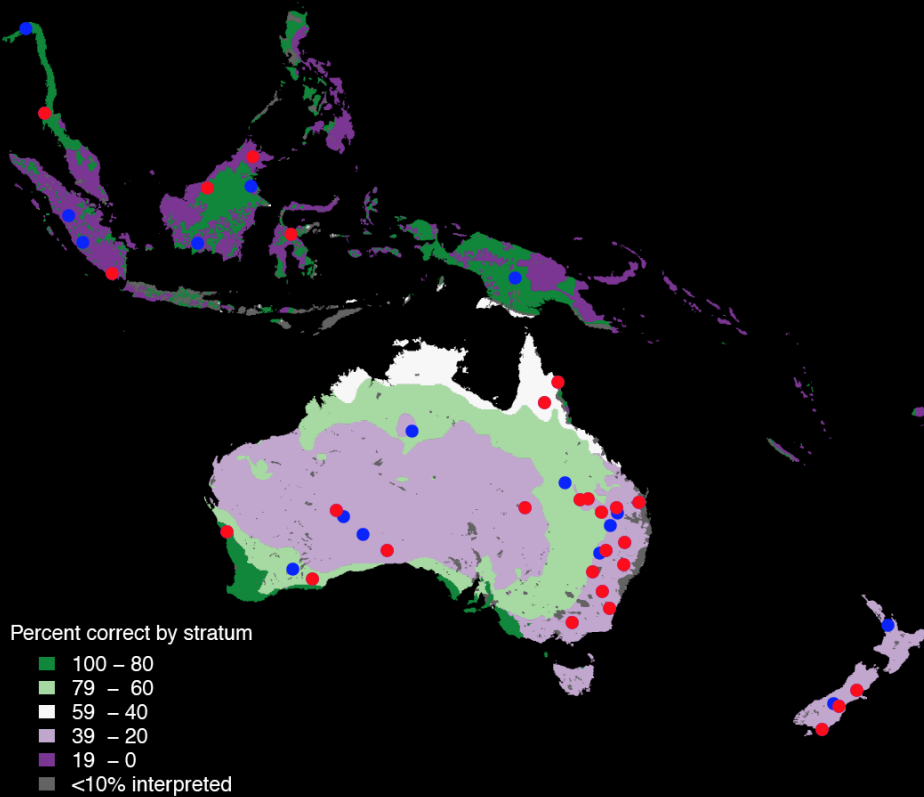 Percent correct by stratum
100 – 80
79 – 60
59 – 40
39 – 20
19 – 0
<10% interpreted